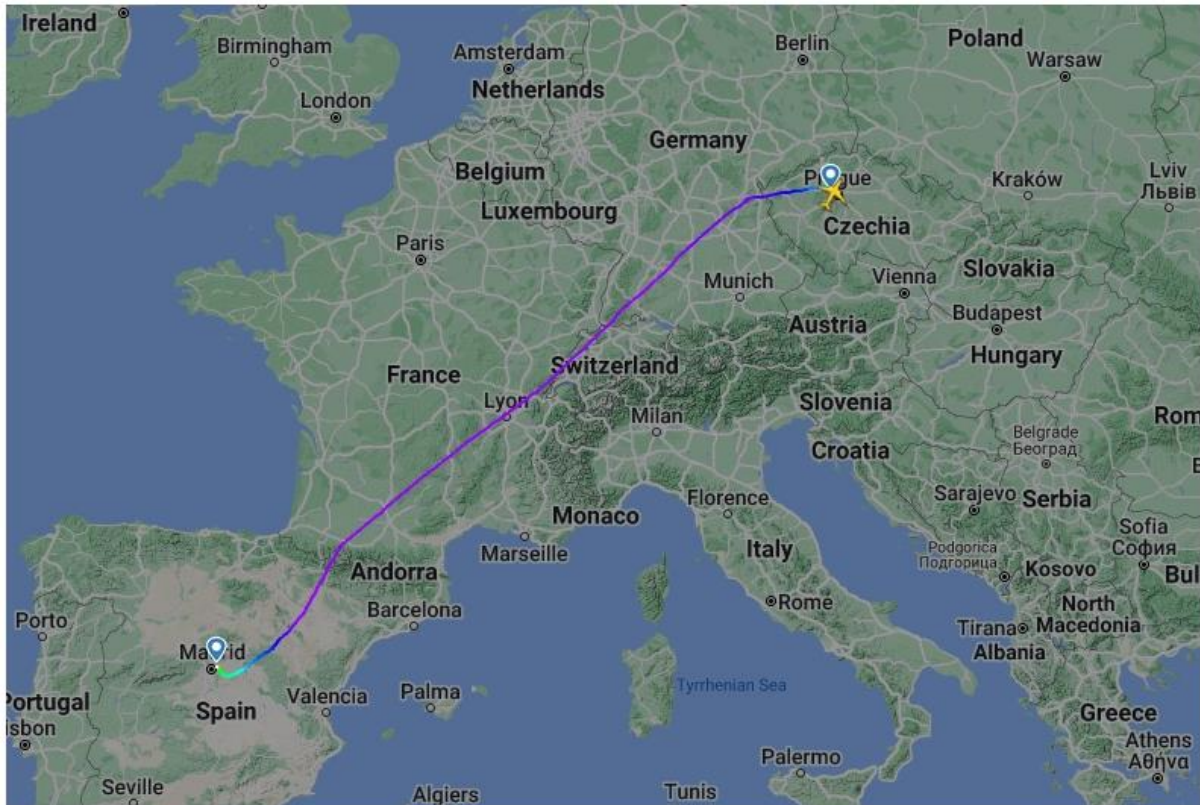 Ireland
Birmingham
London
Amsterdam
Netherlands
Berlin
Poland
Warsaw
Germany
Belgium
Luxembourg
Prague
Kraków
Lviv
Львів
Czechia
Paris
Munich
Vienna
Slovakia
Austria
Budapest
Hungary
France
Switzerland
Lyon
Milan
Slovenia
Croatia
Rom
Belgrade
Београд
Florence
Sarajevo
Serbia
Monaco
Marseille
Italy
Sofia
София
Podgorica
Подгорица
Kosovo
Bul
Andorra
Barcelona
Porto
Rome
North
Macedonia
Tirana
Albania
Madrid
Portugal
isbon
Spain
Valencia
Palma
Tyrrhenian Sea
Greece
Athens
Αθήνα
Seville
Algiers
Tunis
Palermo